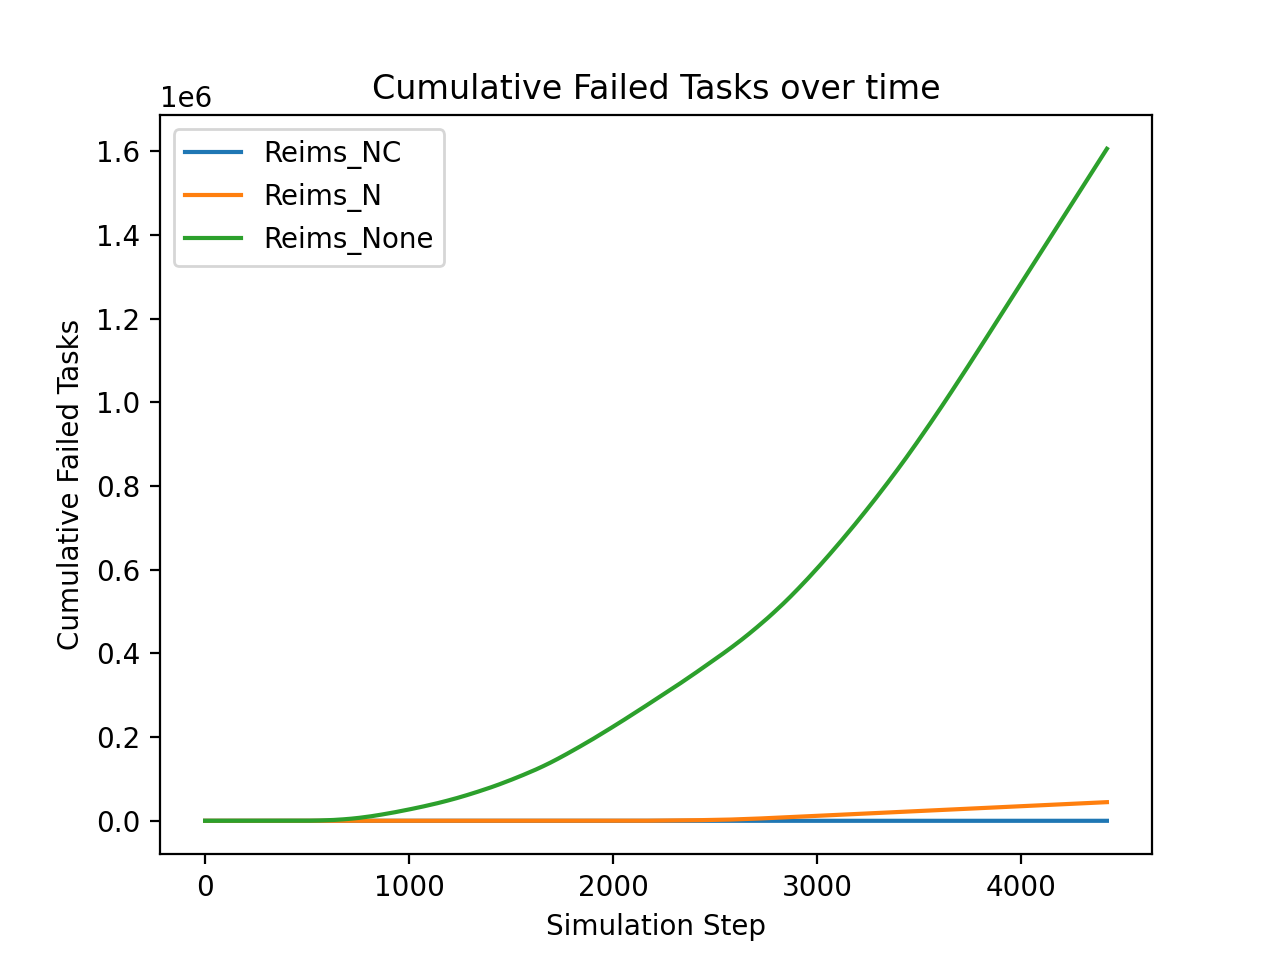 Cumulative Failed Tasks over time
1e6
Reims_NC
Reims_N
Reims_None
1.6
1.4
1.2
1.0
0.8
0.6
0.4
0.2
0.0
Cumulative Failed Tasks
0 1000 2000 3000 4000
Simulation Step